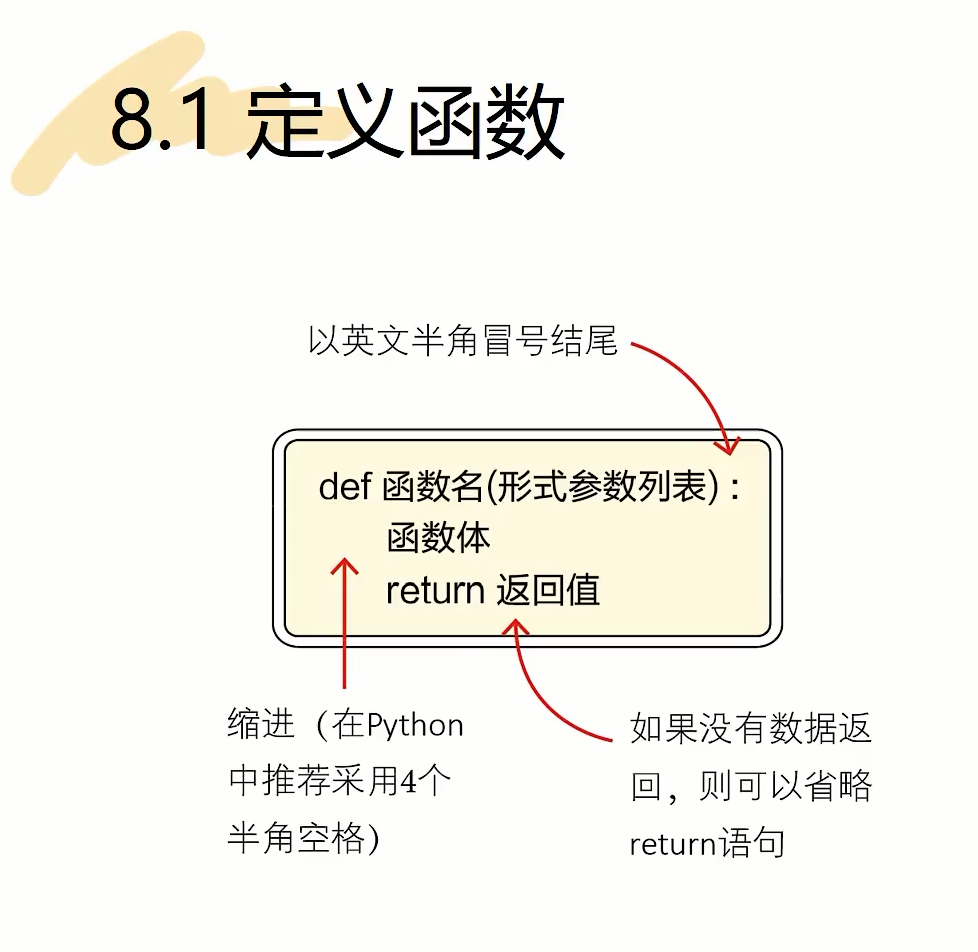 8.1 定义函数
以英文半角冒号结尾
def 函数名(形式参数列表) :
函数体
return 返回值
缩进（在Python
中推荐采用4个
半角空格）
如果没有数据返
回，则可以省略
return语句